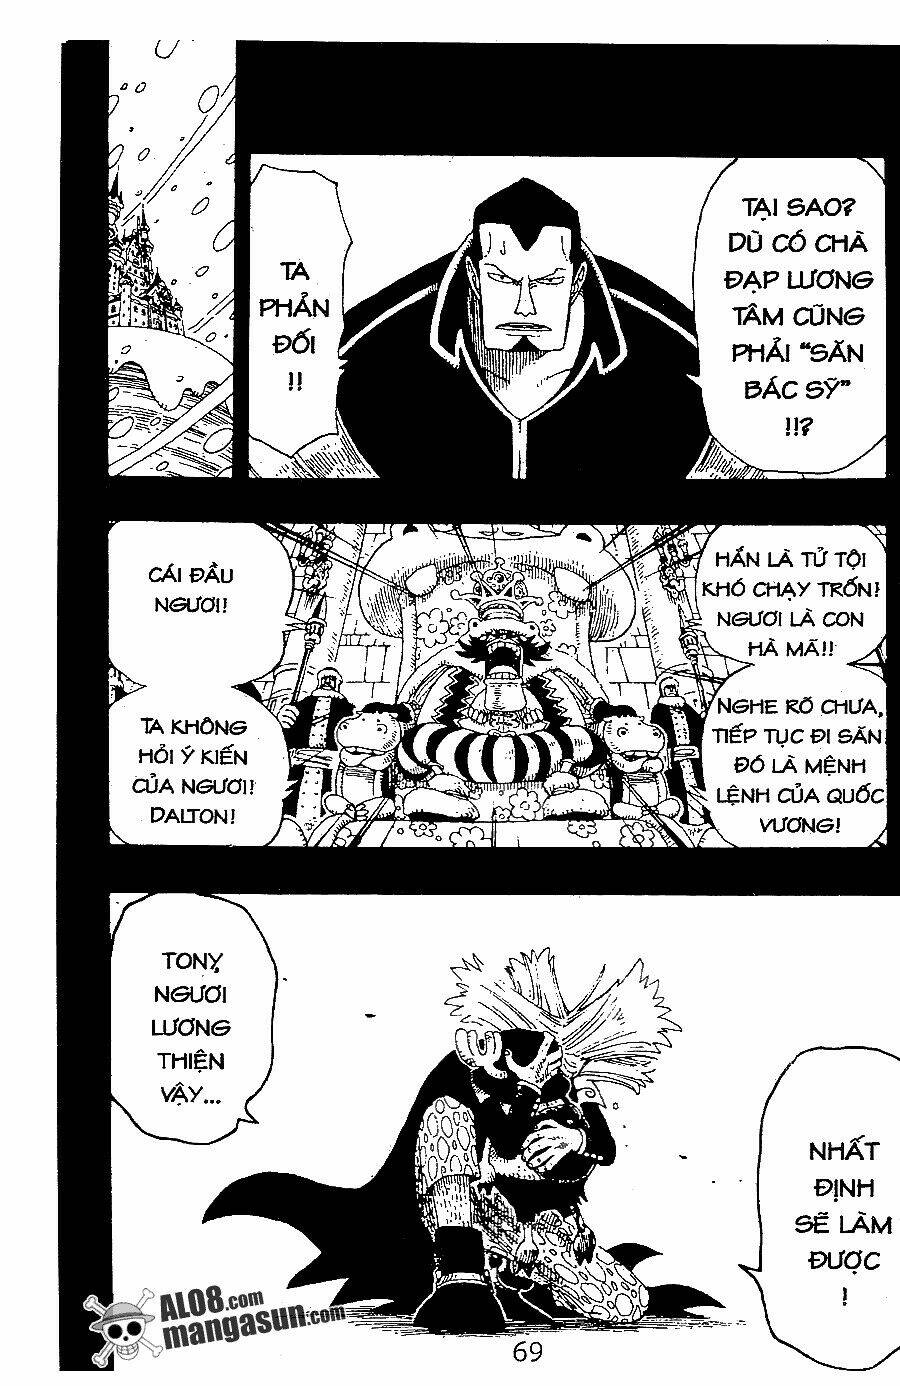 TẠI SAO?
DÙ CÓ CHÀ
ĐẠP LƯƠNG
TÂM CŨNG
PHẢI "SĂN
BÁC SỸ"
!!?
TA
PHẢN
ĐỐI
!!
HẮN LÀ TỬ TỘI
KHÓ CHẠY TRỐN!
NGƯƠI LÀ CON
HÀ MÃ!!
NGHE RÕ CHƯA,
TIẾP TỤC ĐI SĂN
ĐÓ LÀ MỆNH
LỆNH CỦA QUỐC
VƯƠNG!
CÁI ĐẦU
NGƯƠI!
TA KHÔNG
HỎI Ý KIẾN
CỦA NGƯƠI!
DALTON!
NHẤT
ĐỊNH
SẼ LÀM
ĐƯỢC
!
TONY,
NGƯƠI
LƯƠNG
THIỆN
VẬY...
AL08.com
mangasun.com
69